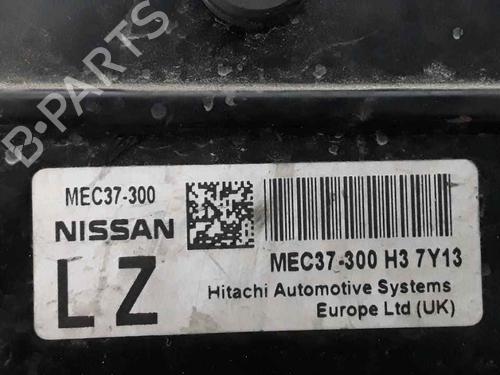 B-PARTS
MEC37-300
NISSAN
LZ
MEC37-300 H3 7Y13
Hitachi Automotive Systems
Europe Ltd (UK)